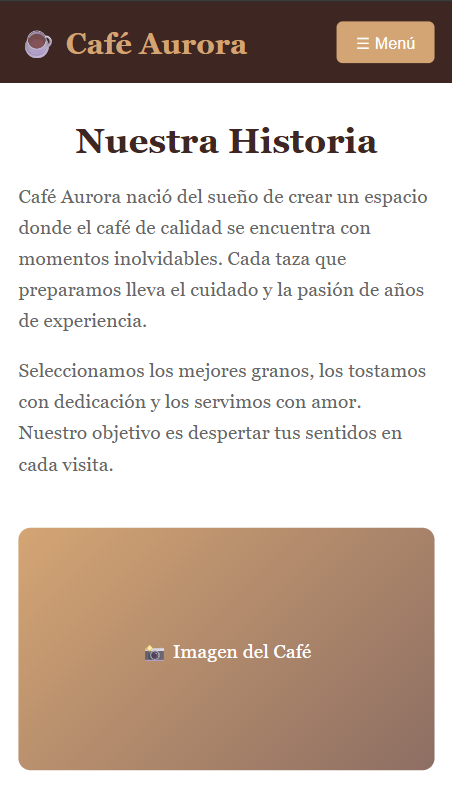 ☕ Café Aurora
☰ Menú
Nuestra Historia
Café Aurora nació del sueño de crear un espacio
donde el café de calidad se encuentra con
momentos inolvidables. Cada taza que
preparamos lleva el cuidado y la pasión de años
de experiencia.
Seleccionamos los mejores granos, los tostamos
con dedicación y los servimos con amor.
Nuestro objetivo es despertar tus sentidos en
cada visita.
📸 Imagen del Café